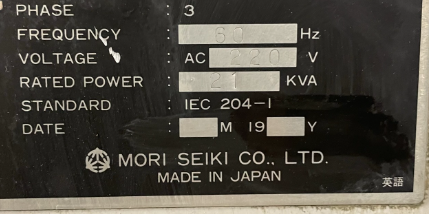 PHASE : 3
FREQUENCY : 60 Hz
VOLTAGE : AC 220 V
RATED POWER : 21 KVA
STANDARD : IEC 204-1
DATE : M 19 Y
MORI SEIKI CO., LTD.
MADE IN JAPAN
英語